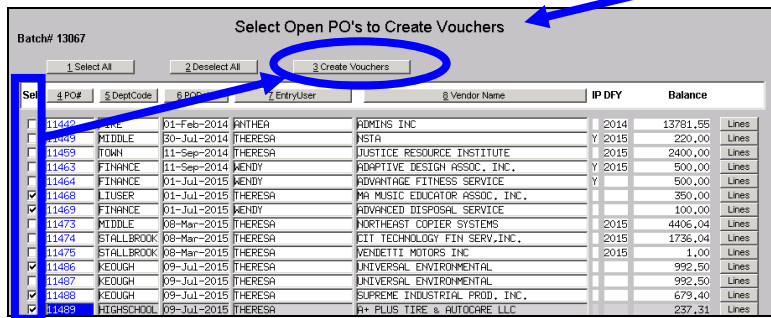 Select Open PO's to Create Vouchers
Batch# 13067
1 Select All 2 Deselect All 3 Create Vouchers
Sel 4 PO# 5 DeptCode 7 EntryUser 8 Vendor Name IP DFY Balance
11442 FIRE 01-Feb-2014 ANTHEA ADMINS INC 2014 13781.55 Lines
11449 MIDDLE 30-Jul-2014 THERESA NSTA Y 2015 220.00 Lines
11459 TOWN 11-Sep-2014 THERESA JUSTICE RESOURCE INSTITUTE 2015 2400.00 Lines
11463 FINANCE 11-Sep-2014 WENDY ADAPTIVE DESIGN ASSOC. INC. Y 2015 500.00 Lines
11464 FINANCE 01-Jul-2015 WENDY ADVANTAGE FITNESS SERVICE Y 500.00 Lines
11468 LIUSER 01-Jul-2015 THERESA MA MUSIC EDUCATOR ASSOC. INC. 350.00 Lines
11469 FINANCE 01-Jul-2015 WENDY ADVANCED DISPOSAL SERVICE 100.00 Lines
11473 MIDDLE 08-Mar-2015 THERESA NORTHEAST COPIER SYSTEMS 2015 4406.04 Lines
11474 STALLBROOK 08-Mar-2015 THERESA CIT TECHNOLOGY FIN SERV,INC. 2015 1736.04 Lines
11475 STALLBROOK 08-Mar-2015 THERESA VENDETTI MOTORS INC 2015 1.00 Lines
11486 KEOUGH 09-Jul-2015 THERESA UNIVERSAL ENVIRONMENTAL 992.50 Lines
11487 KEOUGH 09-Jul-2015 THERESA UNIVERSAL ENVIRONMENTAL 992.50 Lines
11488 KEOUGH 09-Jul-2015 THERESA SUPREME INDUSTRIAL PROD. INC. 679.40 Lines
11489 HIGHSCHOOL 09-Jul-2015 THERESA A+ PLUS TIRE & AUTOCARE LLC 237.31 Lines